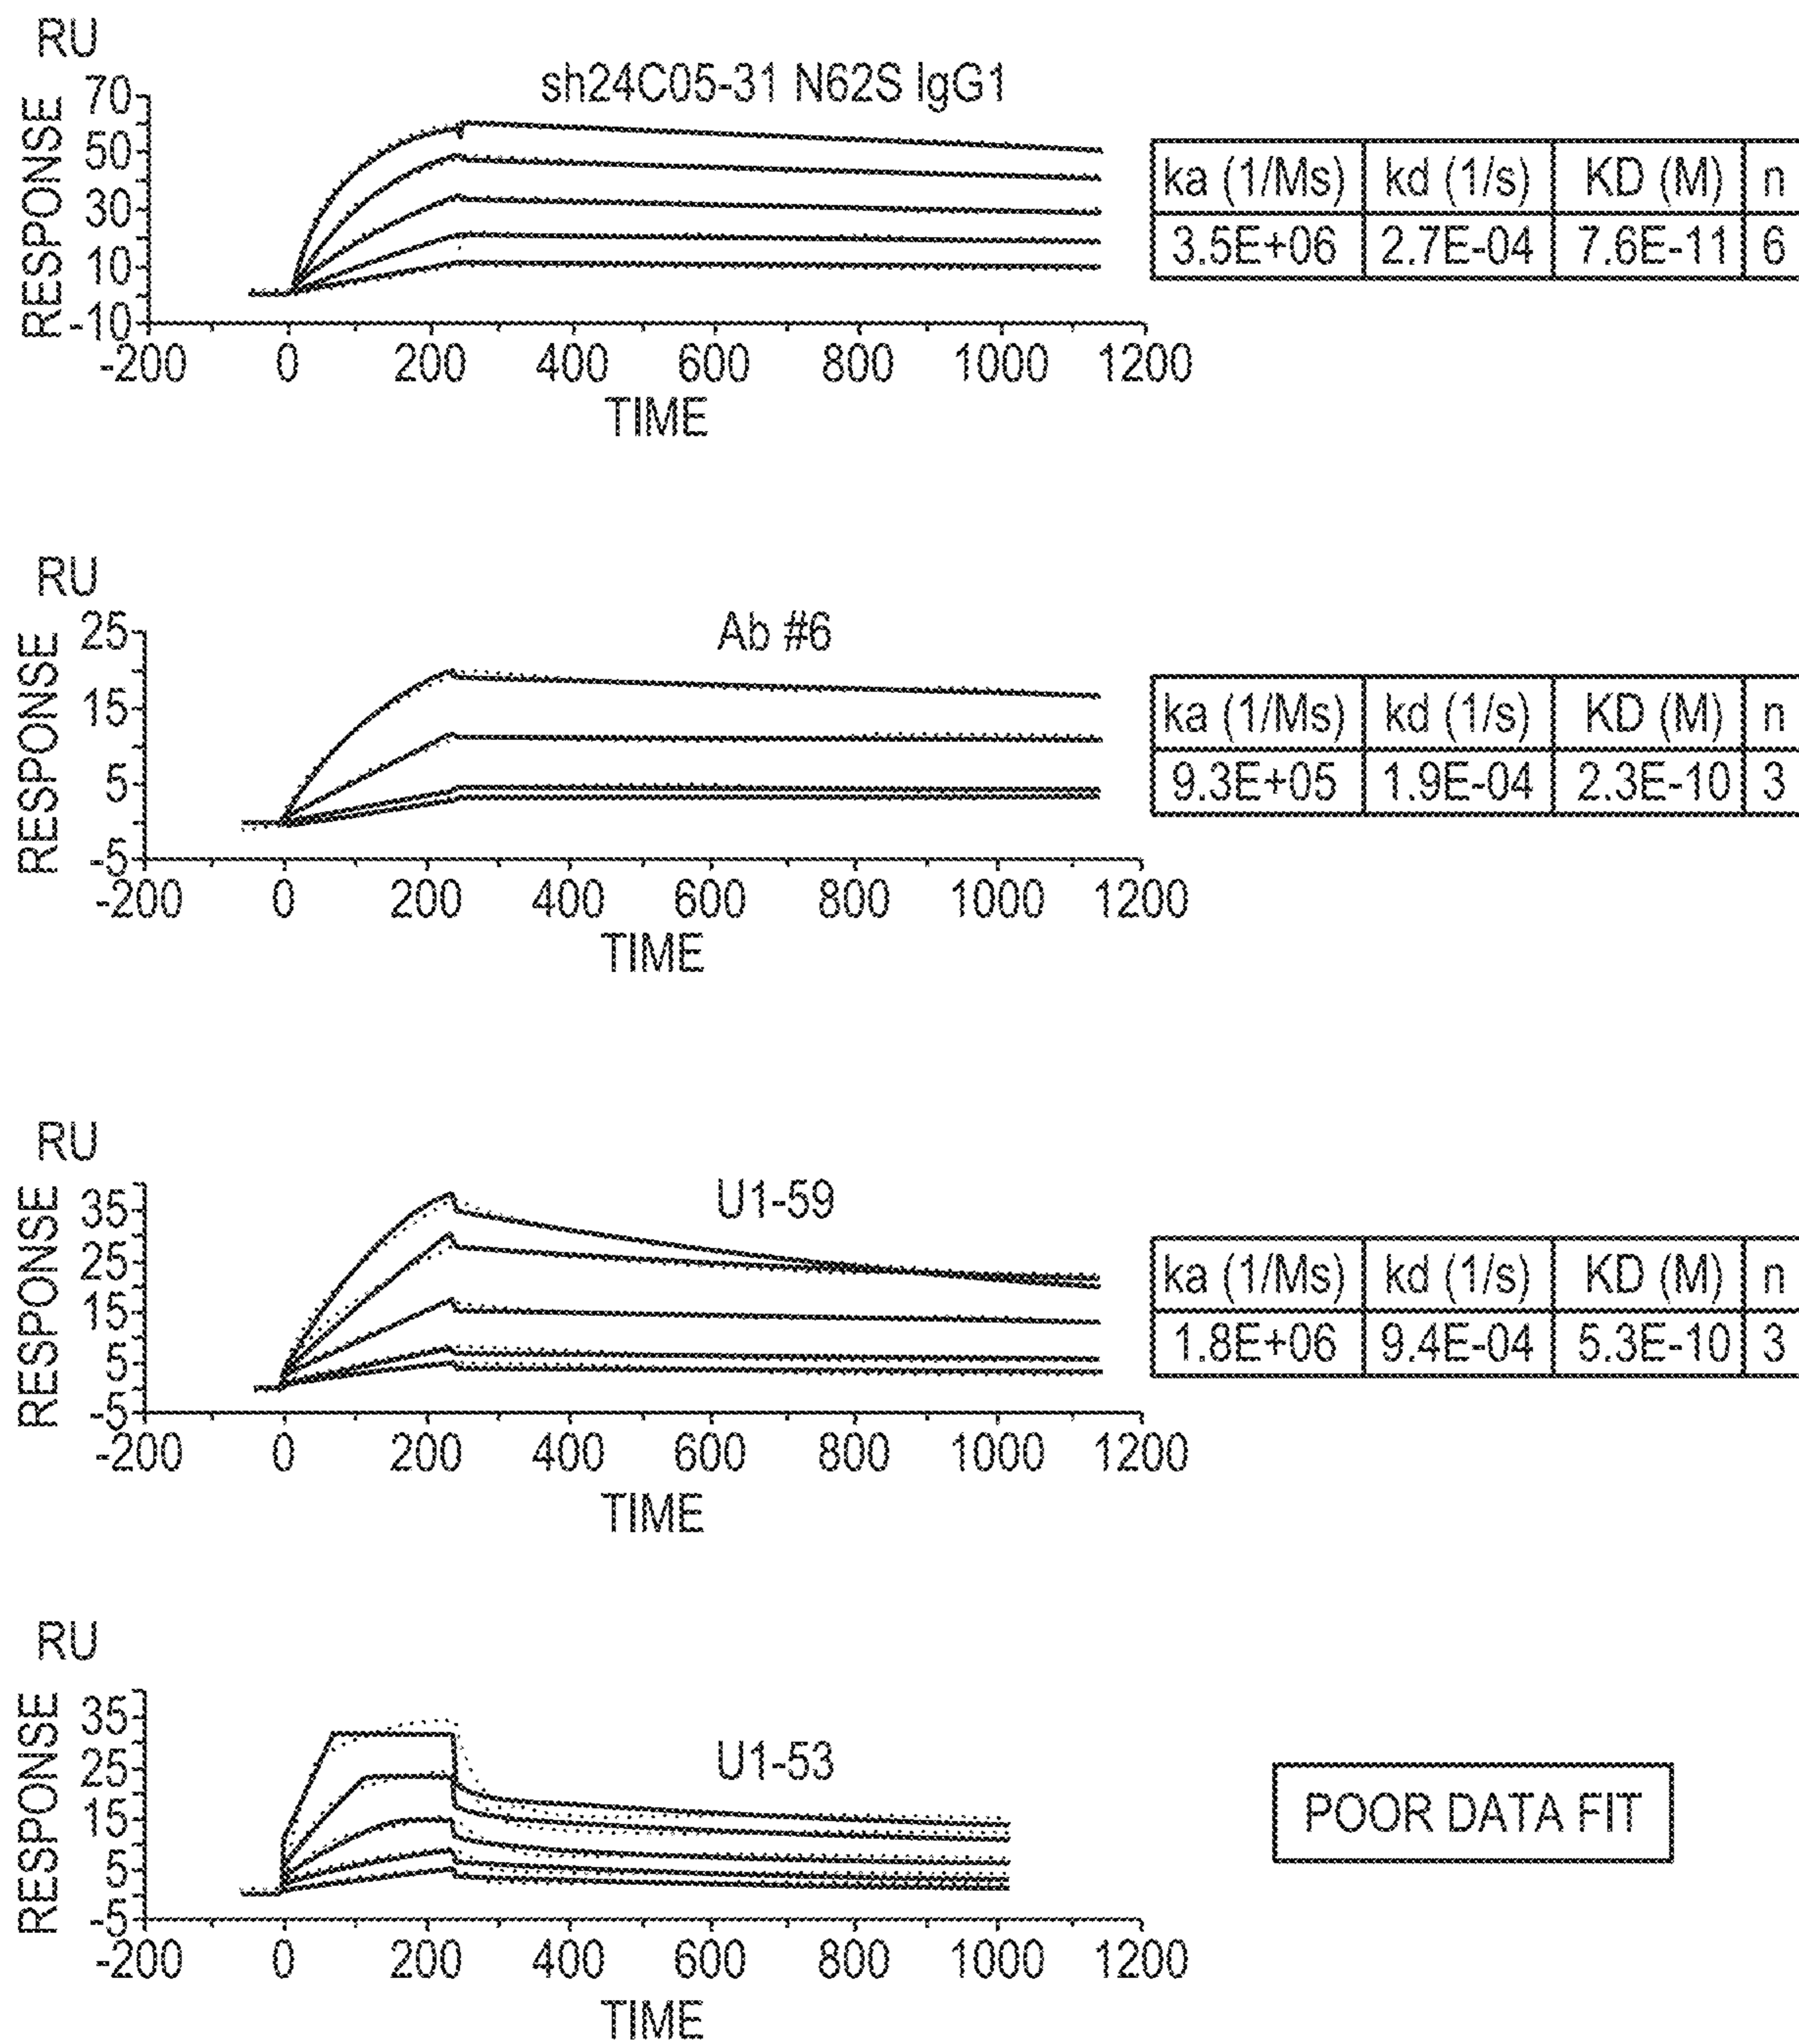 RU
sh24C05-31 N62S IgG1
RESPONSE
70
50
30
10
-10
-200 0 200 400 600 800 1000 1200
TIME
ka (1/Ms) kd (1/s) KD (M) n
3.5E+06 2.7E-04 7.6E-11 6
RU
Ab #6
RESPONSE
25
15
5
-5
-200 0 200 400 600 800 1000 1200
TIME
ka (1/Ms) kd (1/s) KD (M) n
9.3E+05 1.9E-04 2.3E-10 3
RU
U1-59
RESPONSE
35
25
15
5
-5
-200 0 200 400 600 800 1000 1200
TIME
ka (1/Ms) kd (1/s) KD (M) n
1.8E+06 9.4E-04 5.3E-10 3
RU
U1-53
RESPONSE
35
25
15
5
-5
-200 0 200 400 600 800 1000 1200
TIME
POOR DATA FIT